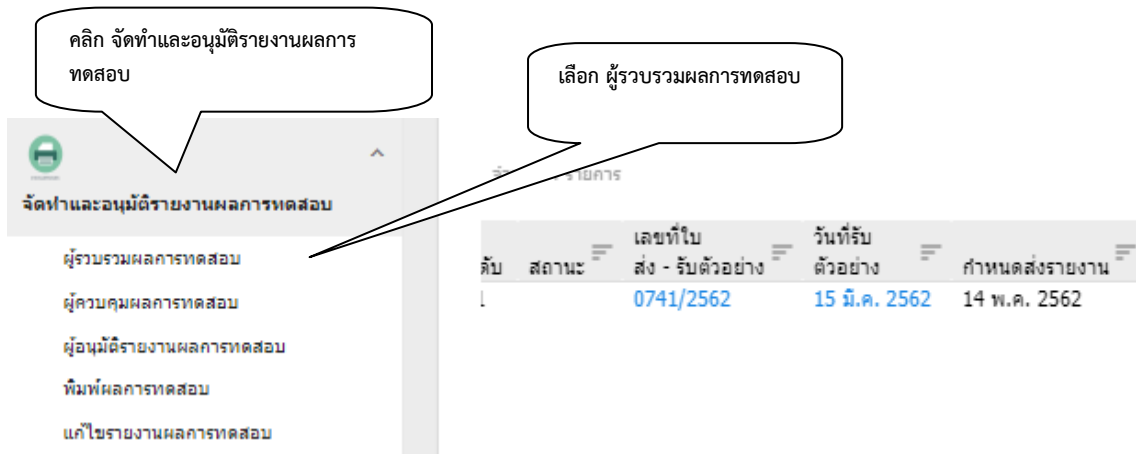 คลิก จัดทำและอนุมัติรายงานผลการ
ทดสอบ
เลือก ผู้รวบรวมผลการทดสอบ
จัดทำและอนุมัติรายงานผลการทดสอบ
ผู้รวบรวมผลการทดสอบ
ผู้ควบคุมผลการทดสอบ
ผู้อนุมัติรายงานผลการทดสอบ
พิมพ์ผลการทดสอบ
แก้ไขรายงานผลการทดสอบ
รายการ
เลขที่ใบ วันที่รับ
ดับ สถานะ ส่ง - รับตัวอย่าง ตัวอย่าง กำหนดส่งรายงาน
0741/2562 15 มี.ค. 2562 14 พ.ค. 2562